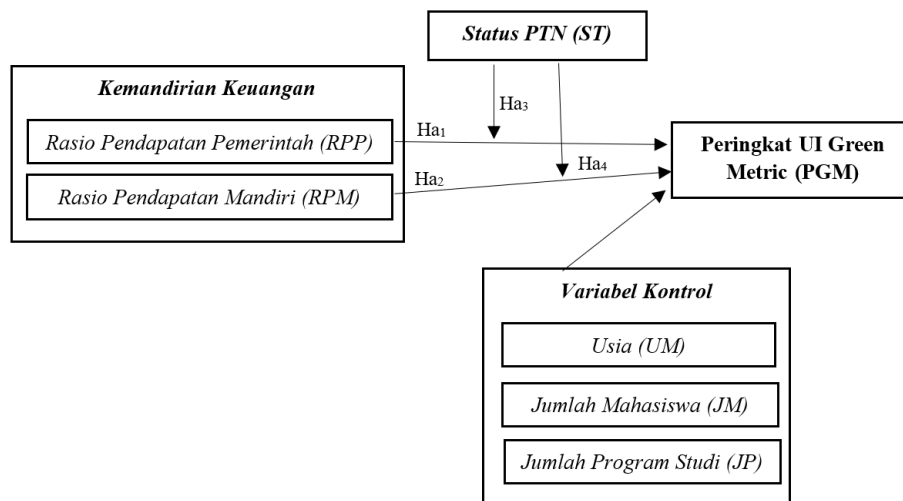 Status PTN (ST)
Kemandirian Keuangan
Rasio Pendapatan Pemerintah (RPP)
Rasio Pendapatan Mandiri (RPM)
Ha1
Ha2
Ha3
Ha4
Peringkat UI Green
Metric (PGM)
Variabel Kontrol
Usia (UM)
Jumlah Mahasiswa (JM)
Jumlah Program Studi (JP)